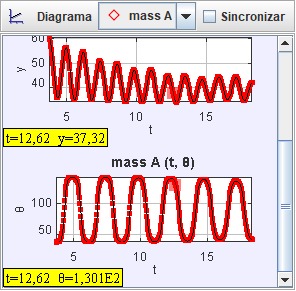 Diagrama mass A Sincronizar
60
y
40
5 10 15
t
t=12,62 y=37,32
mass A (t, θ)
100
θ
50
5 10 15
t
t=12,62 θ=1,301E2